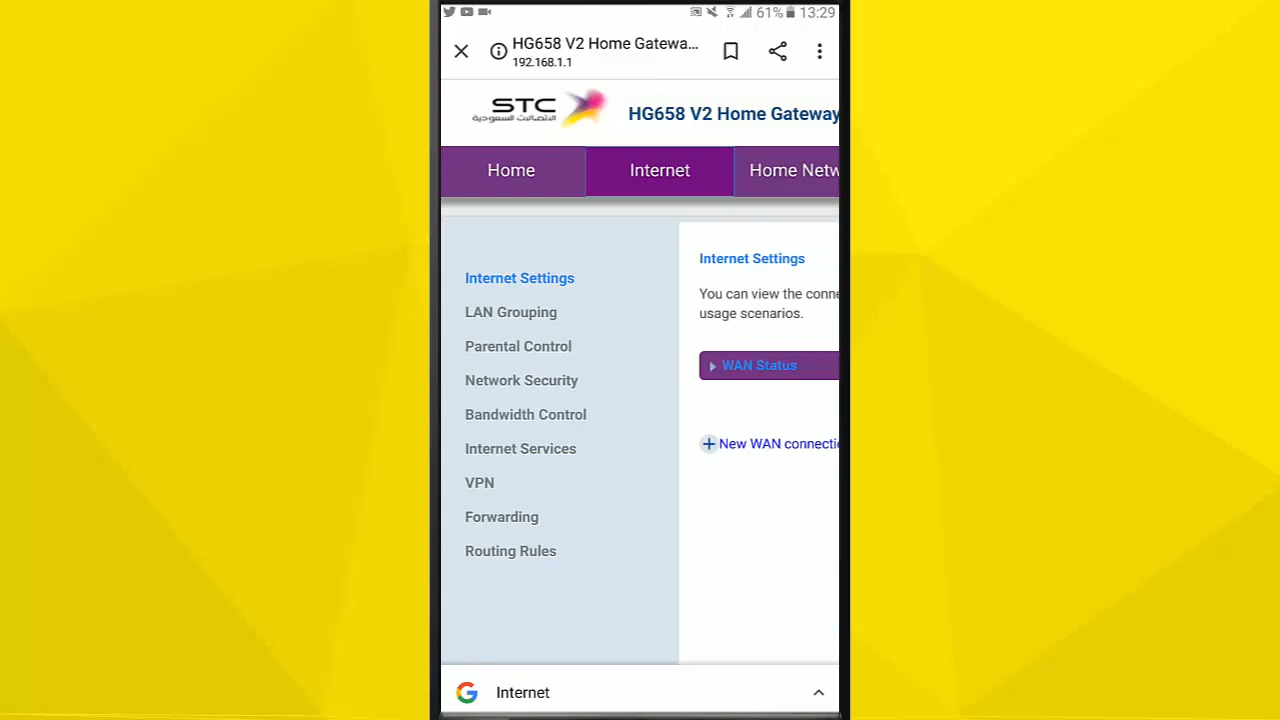 61% 13:29
HG658 V2 Home Gatewa...
192.168.1.1
STC
الاتصالات السعودية
HG658 V2 Home Gateway
Home
Internet
Home Netw
Internet Settings
LAN Grouping
Parental Control
Network Security
Bandwidth Control
Internet Services
VPN
Forwarding
Routing Rules
Internet Settings
You can view the conne
usage scenarios.
WAN Status
New WAN connectio
Internet